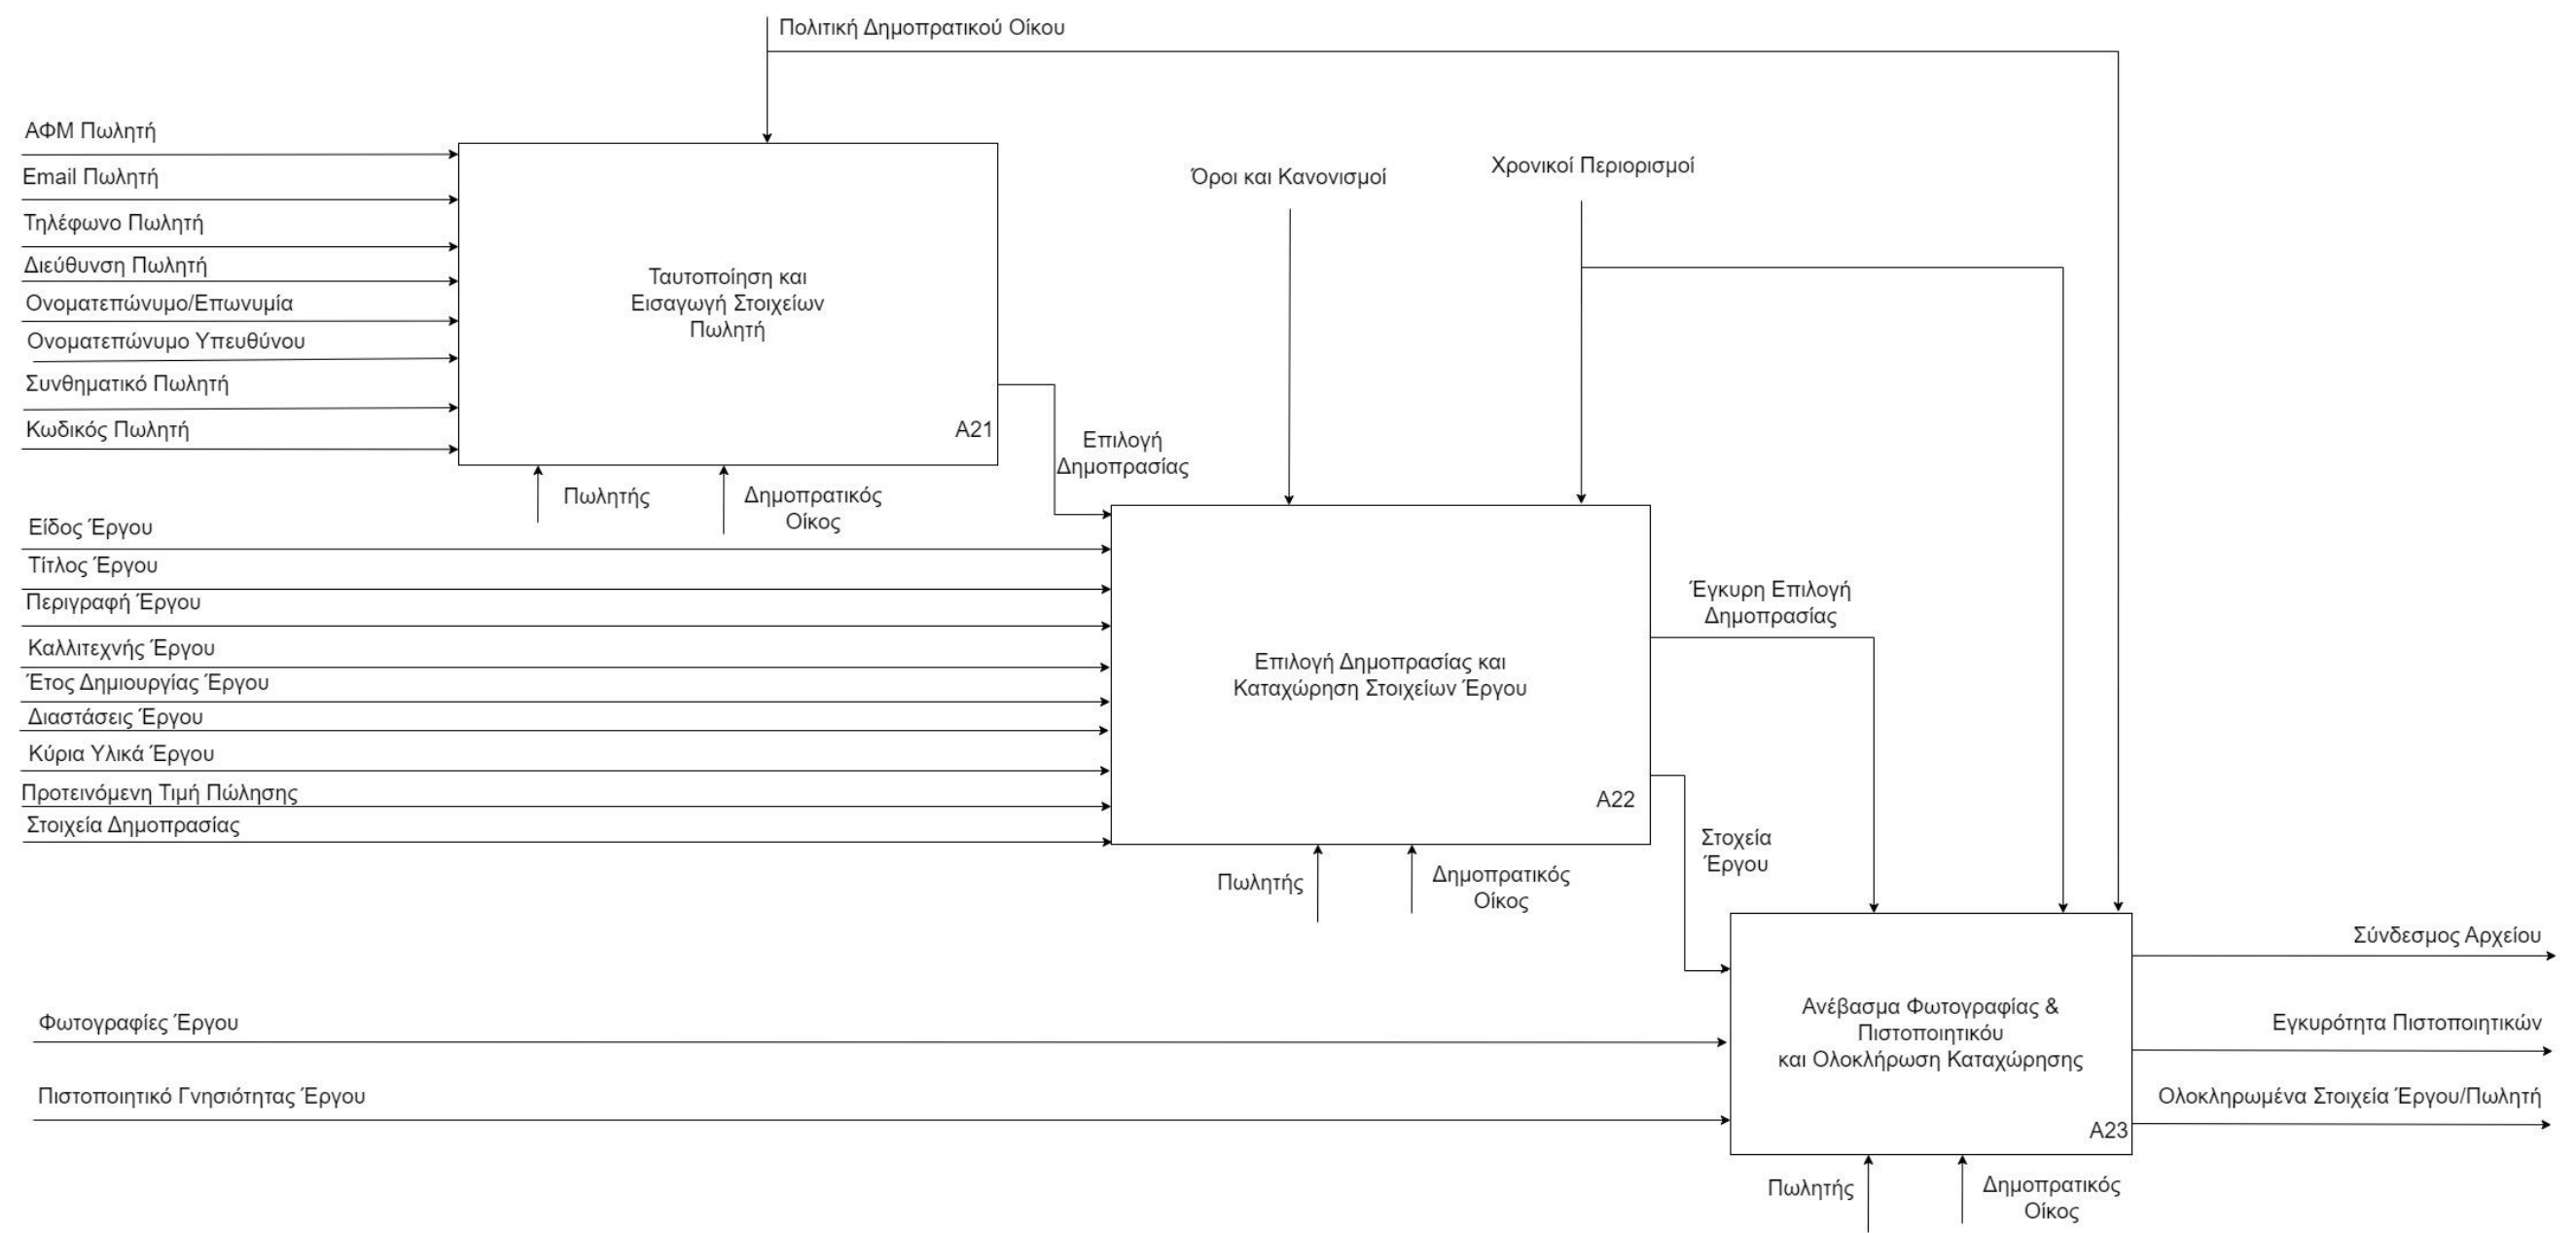 Πολιτική Δημοπρατικού Οίκου
ΑΦΜ Πωλητή
Email Πωλητή
Τηλέφωνο Πωλητή
Διεύθυνση Πωλητή
Ονοματεπώνυμο/Επωνυμία
Ονοματεπώνυμο Υπευθύνου
Συνθηματικό Πωλητή
Κωδικός Πωλητή
Ταυτοποίηση και
Εισαγωγή Στοιχείων
Πωλητή
A21
Πωλητής
Δημοπρατικός
Οίκος
Όροι και Κανονισμοί
Χρονικοί Περιορισμοί
Επιλογή
Δημοπρασίας
Είδος Έργου
Τίτλος Έργου
Περιγραφή Έργου
Καλλιτεχνής Έργου
Έτος Δημιουργίας Έργου
Διαστάσεις Έργου
Κύρια Υλικά Έργου
Προτεινόμενη Τιμή Πώλησης
Στοιχεία Δημοπρασίας
Επιλογή Δημοπρασίας και
Καταχώρηση Στοιχείων Έργου
A22
Πωλητής
Δημοπρατικός
Οίκος
Έγκυρη Επιλογή
Δημοπρασίας
Στοχεία
Έργου
Φωτογραφίες Έργου
Πιστοποιητικό Γνησιότητας Έργου
Ανέβασμα Φωτογραφίας &
Πιστοποιητικόυ
και Ολοκλήρωση Καταχώρησης
A23
Πωλητής
Δημοπρατικός
Οίκος
Σύνδεσμος Αρχείου
Εγκυρότητα Πιστοποιητικών
Ολοκληρωμένα Στοιχεία Έργου/Πωλητή